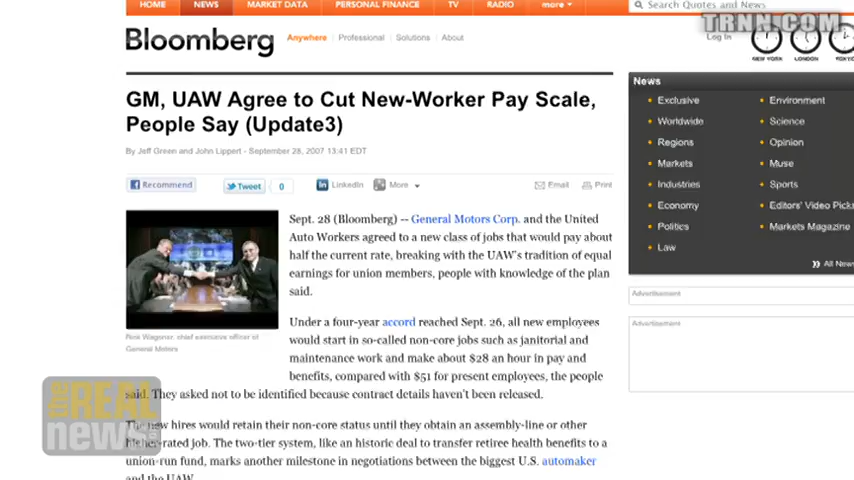 HOME NEWS MARKET DATA PERSONAL FINANCE TV RADIO more
Search Quotes and News
TRNN.COM
Bloomberg
Anywhere Professional Solutions About
Log In
NEW YORK LONDON TOKYO
GM, UAW Agree to Cut New-Worker Pay Scale,
People Say (Update3)
By Jeff Green and John Lippert - September 28, 2007 13:41 EDT
Recommend Tweet 0 LinkedIn More Email Print
Sept. 28 (Bloomberg) -- General Motors Corp. and the United
Auto Workers agreed to a new class of jobs that would pay about
half the current rate, breaking with the UAW's tradition of equal
earnings for union members, people with knowledge of the plan
said.
Rick Wagoner, chief executive officer of
General Motors
Under a four-year accord reached Sept. 26, all new employees
would start in so-called non-core jobs such as janitorial and
maintenance work and make about $28 an hour in pay and
benefits, compared with $51 for present employees, the people
said. They asked not to be identified because contract details haven't been released.
The new hires would retain their non-core status until they obtain an assembly-line or other
higher-rated job. The two-tier system, like an historic deal to transfer retiree health benefits to a
union-run fund, marks another milestone in negotiations between the biggest U.S. automaker
and the UAW.
News
Exclusive
Worldwide
Regions
Markets
Industries
Economy
Politics
Law
Environment
Science
Opinion
Muse
Sports
Editors' Video Picks
Markets Magazine
All News
Advertisement
Advertisement
the REAL
news